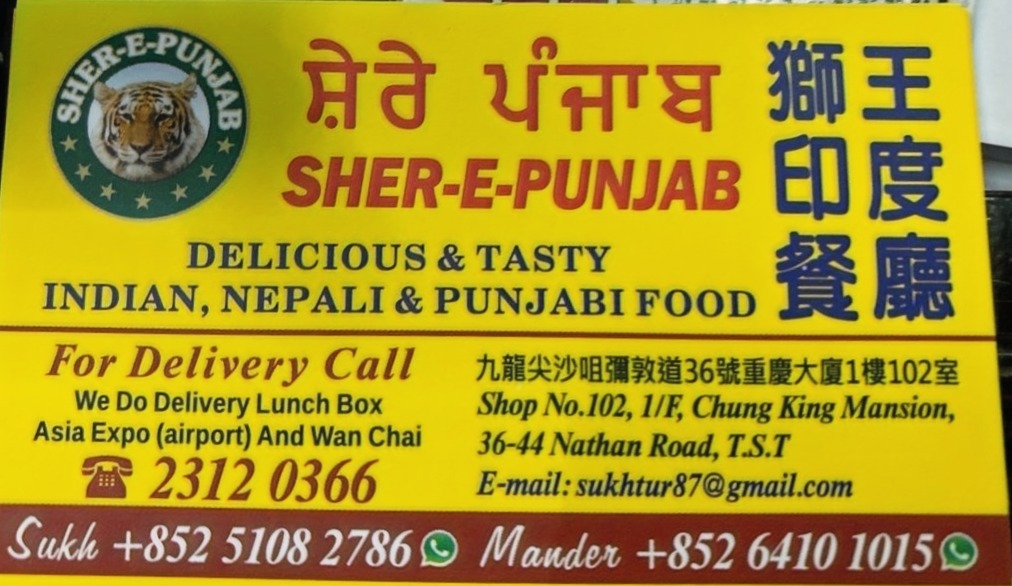 SHER-E-PUNJAB
ਸ਼ੇਰੇ ਪੰਜਾਬ
SHER-E-PUNJAB
獅王
印度
餐廳
DELICIOUS & TASTY
INDIAN, NEPALI & PUNJABI FOOD
For Delivery Call
We Do Delivery Lunch Box
Asia Expo (airport) And Wan Chai
2312 0366
九龍尖沙咀彌敦道36號重慶大廈1樓102室
Shop No.102, 1/F, Chung King Mansion,
36-44 Nathan Road, T.S.T
E-mail: sukhtur87@gmail.com
Sukh +852 5108 2786 Mander +852 6410 1015